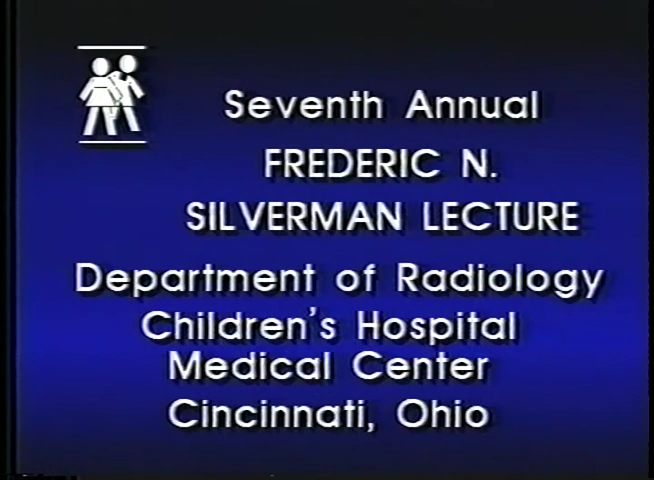 Seventh Annual
FREDERIC N.
SILVERMAN LECTURE
Department of Radiology
Children's Hospital
Medical Center
Cincinnati, Ohio